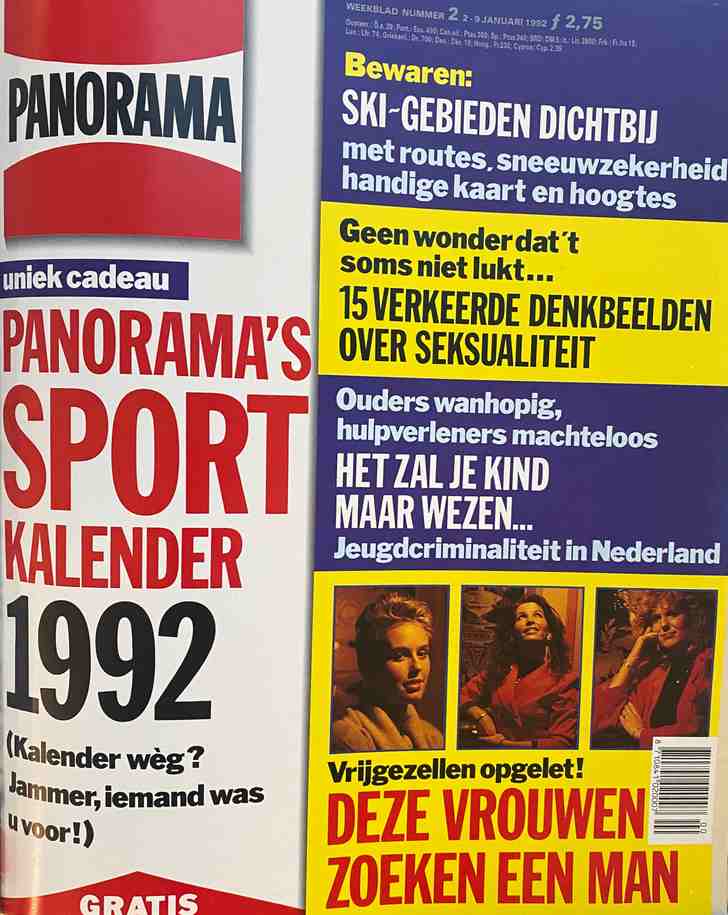 PANORAMA
uniek cadeau
PANORAMA'S
SPORT
KALENDER
1992
(Kalender wèg?
Jammer, iemand was
u voor!)
GRATIS
WEEKBLAD NUMMER 2 2-9 JANUARI 1992 ƒ 2,75
Bewaren:
SKI-GEBIEDEN DICHTBIJ
met routes, sneeuwzekerheid
handige kaart en hoogtes
Geen wonder dat 't
soms niet lukt...
15 VERKEERDE DENKBEELDEN
OVER SEKSUALITEIT
Ouders wanhopig,
hulpverleners machteloos
HET ZAL JE KIND
MAAR WEZEN...
Jeugdcriminaliteit in Nederland
Vrijgezellen opgelet!
DEZE VROUWEN
ZOEKEN EEN MAN
00